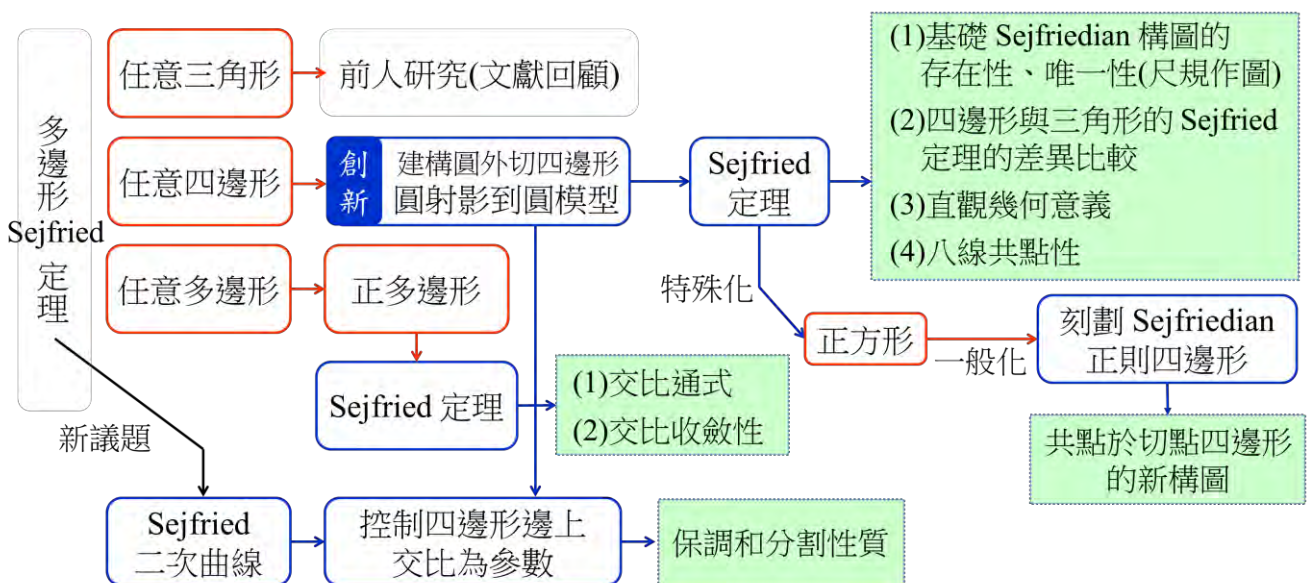 多邊形
Sejfried
定理
任意三角形
前人研究(文獻回顧)
任意四邊形
創新
建構圓外切四邊形
圓射影到圓模型
Sejfried
定理
(1)基礎 Sejfriedian 構圖的
存在性、唯一性(尺規作圖)
(2)四邊形與三角形的 Sejfried
定理的差異比較
(3)直觀幾何意義
(4)八線共點性
任意多邊形
正多邊形
特殊化
正方形
一般化
刻劃 Sejfriedian
正則四邊形
Sejfried 定理
(1)交比通式
(2)交比收斂性
共點於切點四邊形
的新構圖
新議題
Sejfried
二次曲線
控制四邊形邊上
交比為參數
保調和分割性質